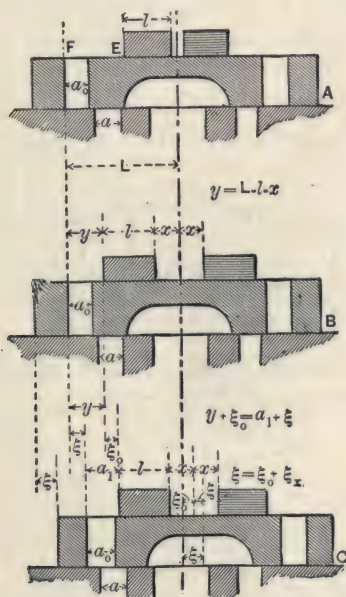 l
F E
a₀ A
a
L
y = L-l-x
y l x x
a₀ B
a
y + ξ₀ = a₁ + ξ
y
ξ ξ₀
ξ a₁ l x x
ξ₀ ξ = ξ₀ + ξₓ
a₀ ξ C
a